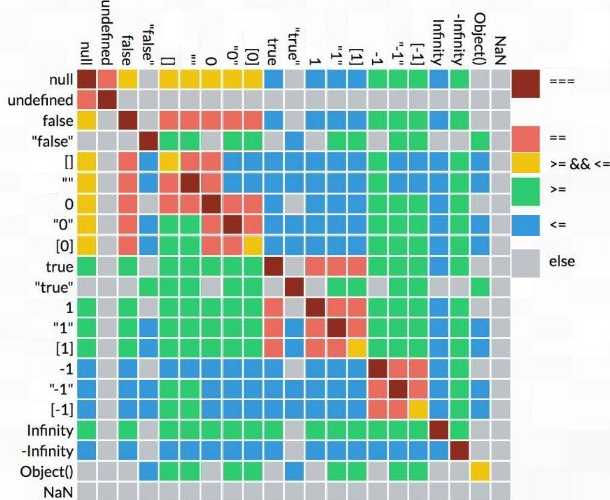 null
undefined
false
"false"
[]
""
0
"0"
[0]
true
"true"
1
"1"
[1]
-1
"-1"
[-1]
Infinity
-Infinity
Object()
NaN
null
undefined
false
"false"
[]
""
0
"0"
[0]
true
"true"
1
"1"
[1]
-1
"-1"
[-1]
Infinity
-Infinity
Object()
NaN
===
==
>= && <=
>=
<=
else